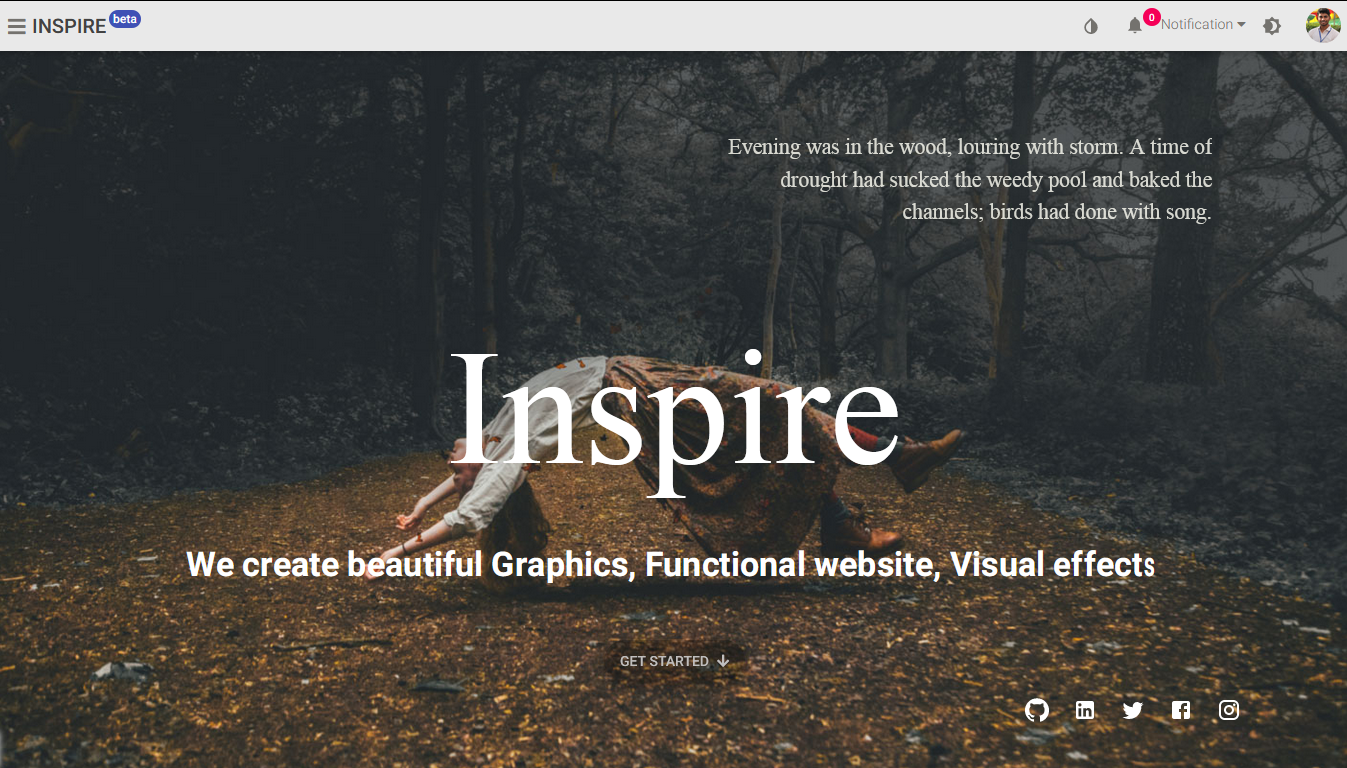 INSPIRE beta
0 Notification
Evening was in the wood, louring with storm. A time of
drought had sucked the weedy pool and baked the
channels; birds had done with song.
Inspire
We create beautiful Graphics, Functional website, Visual effects
GET STARTED